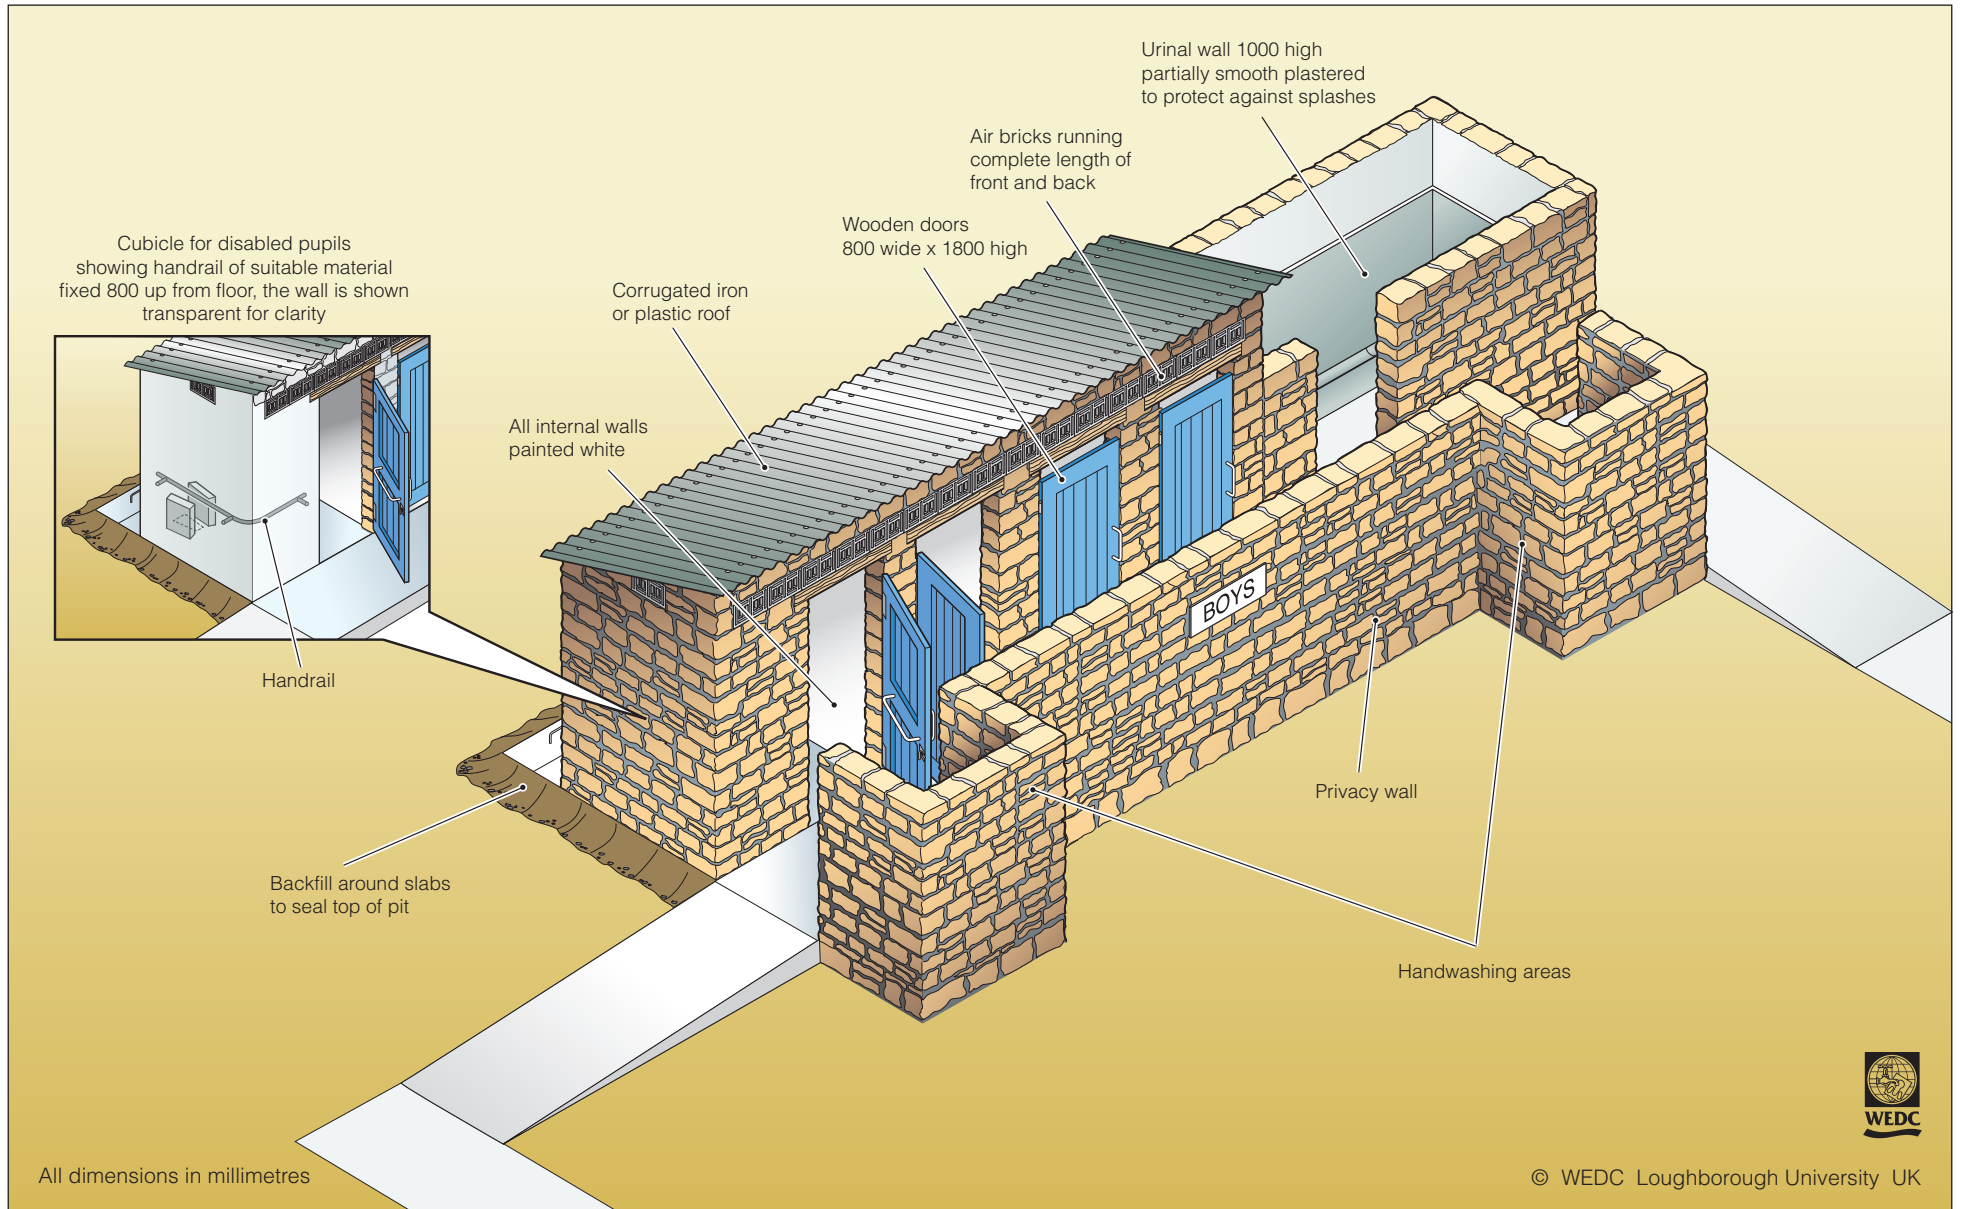 Urinal wall 1000 high
partially smooth plastered
to protect against splashes
Air bricks running
complete length of
front and back
Wooden doors
800 wide x 1800 high
Cubicle for disabled pupils
showing handrail of suitable material
fixed 800 up from floor, the wall is shown
transparent for clarity
Corrugated iron
or plastic roof
All internal walls
painted white
BOYS
Handrail
Privacy wall
Backfill around slabs
to seal top of pit
Handwashing areas
WEDC
All dimensions in millimetres
© WEDC Loughborough University UK